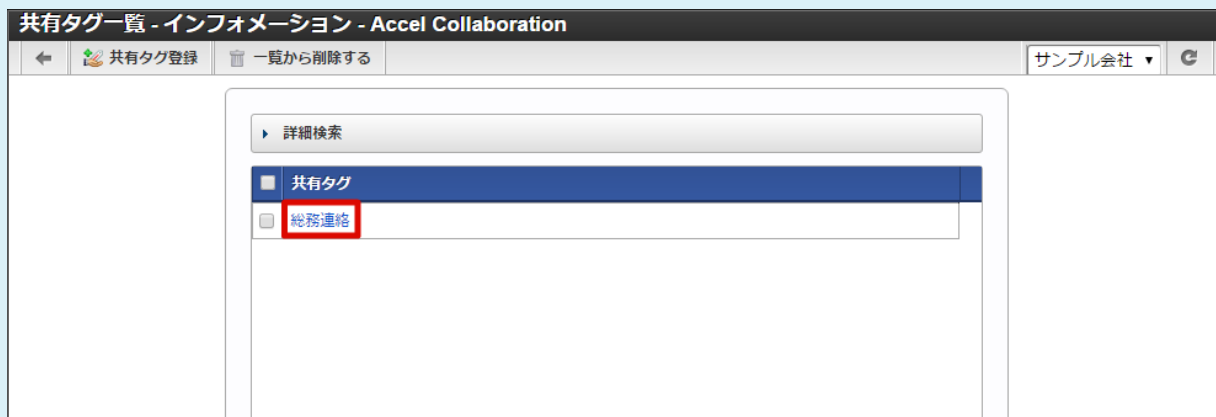 共有タグ一覧 - インフォメーション - Accel Collaboration
共有タグ登録 一覧から削除する サンプル会社
詳細検索
共有タグ
総務連絡